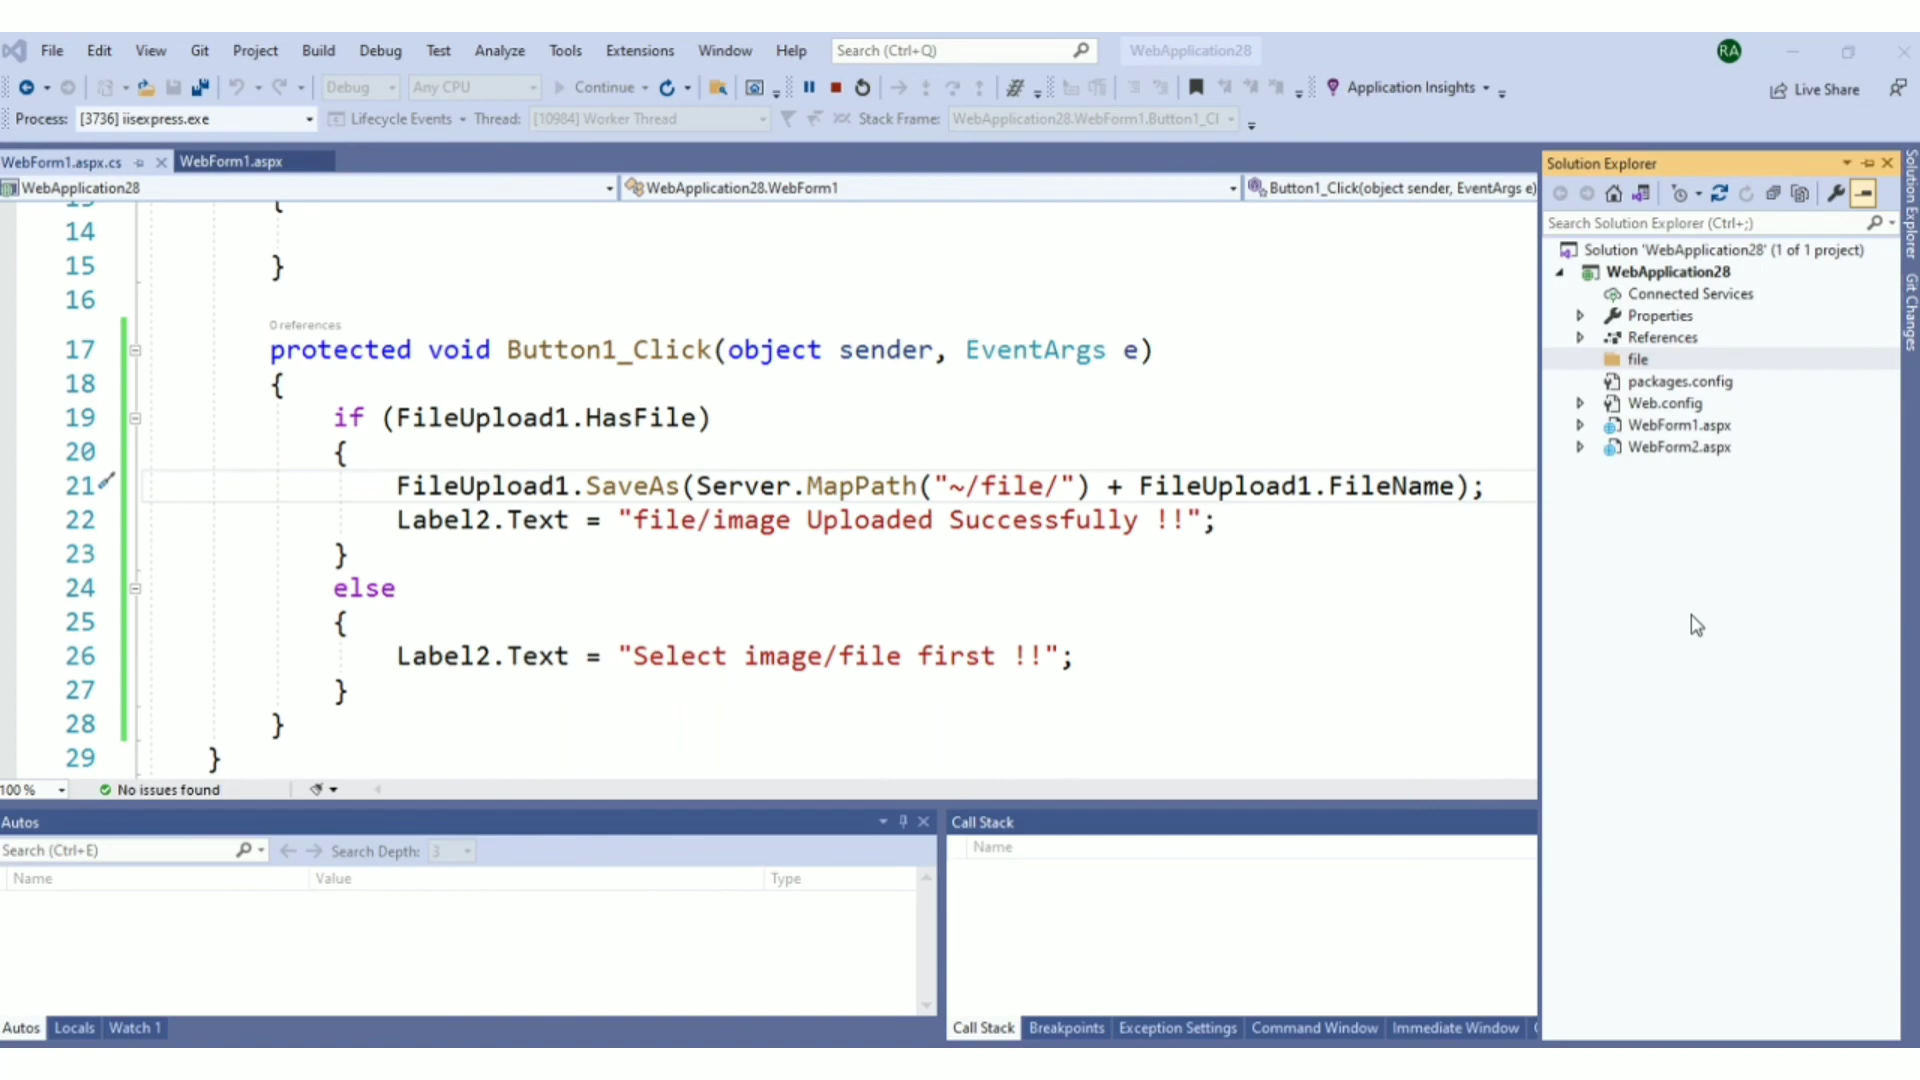 File Edit View Git Project Build Debug Test Analyze Tools Extensions Window Help Search (Ctrl+Q) WebApplication28 RA
Debug Any CPU Continue Application Insights Live Share
Process: [3736] iisexpress.exe Lifecycle Events Thread: [10984] Worker Thread Stack Frame: WebApplication28.WebForm1.Button1_Cl
WebForm1.aspx.cs WebForm1.aspx
WebApplication28 WebApplication28.WebForm1 Button1_Click(object sender, EventArgs e)
13 {
14
15 }
16
0 references
17 protected void Button1_Click(object sender, EventArgs e)
18 {
19 if (FileUpload1.HasFile)
20 {
21 FileUpload1.SaveAs(Server.MapPath("~/file/") + FileUpload1.FileName);
22 Label2.Text = "file/image Uploaded Successfully !!";
23 }
24 else
25 {
26 Label2.Text = "Select image/file first !!";
27 }
28 }
29 }
100 % No issues found
Autos
Search (Ctrl+E) Search Depth: 3
Name Value Type
Autos Locals Watch 1
Call Stack
Name
Call Stack Breakpoints Exception Settings Command Window Immediate Window
Solution Explorer
Search Solution Explorer (Ctrl+;)
Solution 'WebApplication28' (1 of 1 project)
WebApplication28
Connected Services
Properties
References
file
packages.config
Web.config
WebForm1.aspx
WebForm2.aspx
Solution Explorer
Git Changes